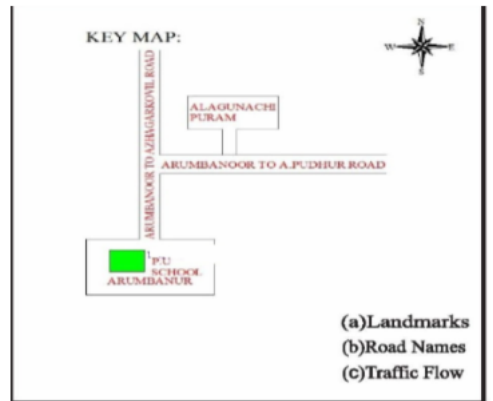 KEY MAP:
N
W E
S
ARUMBANOOR TO AZHAGARKOVIL ROAD
ALAGUNACHI
PURAM
ARUMBANOOR TO A.PUDHUR ROAD
P.U
SCHOOL
ARUMBANUR
(a)Landmarks
(b)Road Names
(c)Traffic Flow